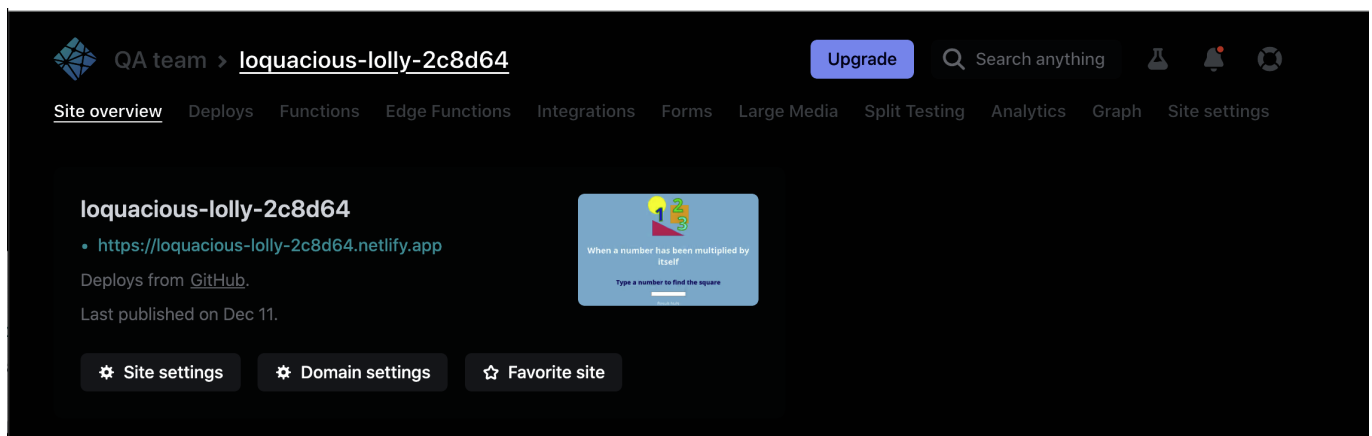 QA team > loquacious-lolly-2c8d64
Upgrade
Search anything
Site overview Deploys Functions Edge Functions Integrations Forms Large Media Split Testing Analytics Graph Site settings
loquacious-lolly-2c8d64
• https://loquacious-lolly-2c8d64.netlify.app
Deploys from GitHub.
Last published on Dec 11.
1 2 3
When a number has been multiplied by
itself
Type a number to find the square
Site settings
Domain settings
Favorite site